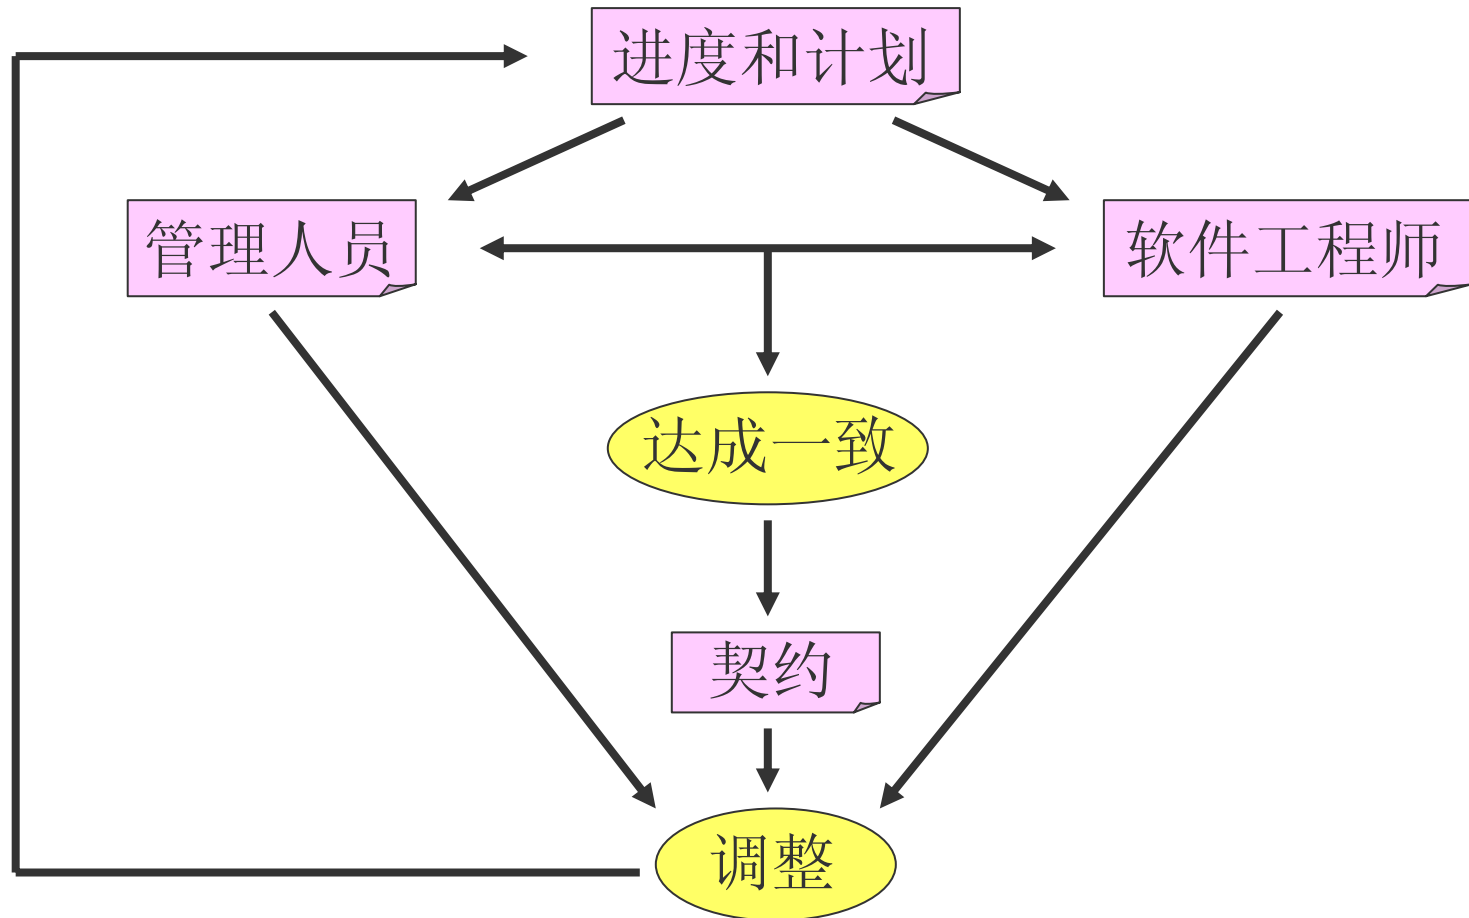 进度和计划
管理人员
软件工程师
达成一致
契约
调整